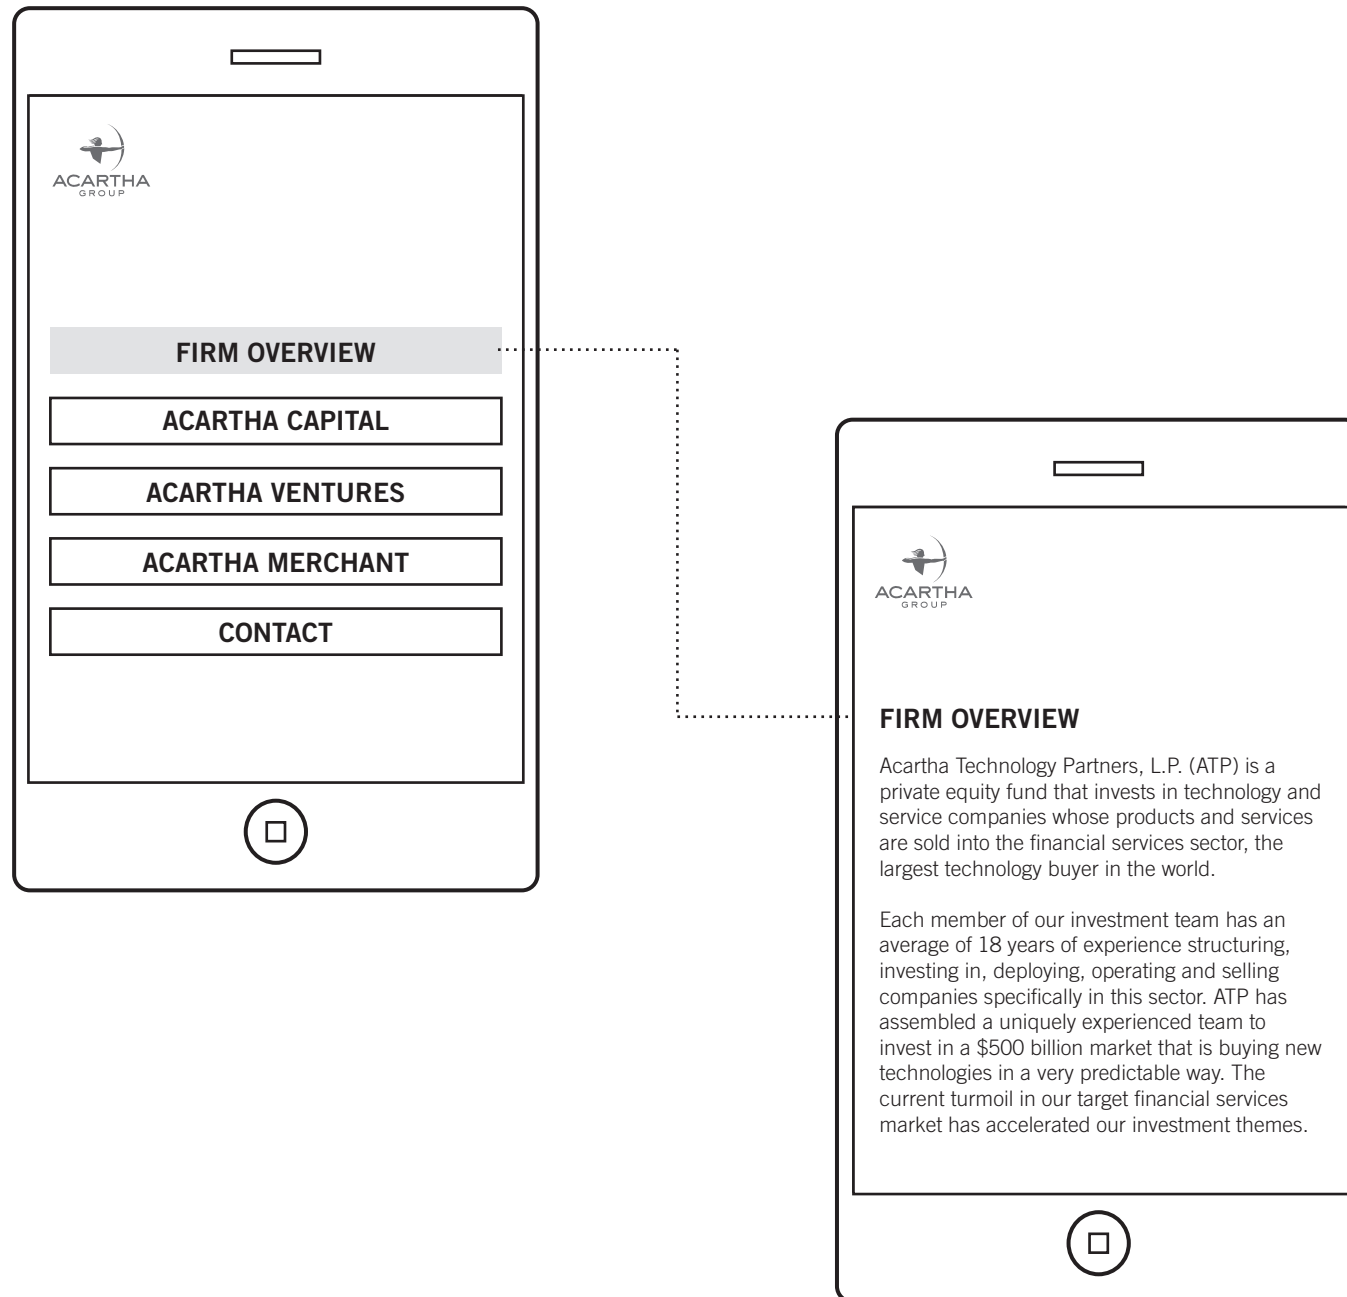 ACARTHA
GROUP
FIRM OVERVIEW
ACARTHA CAPITAL
ACARTHA VENTURES
ACARTHA MERCHANT
CONTACT
ACARTHA
GROUP
FIRM OVERVIEW
Acartha Technology Partners, L.P. (ATP) is a
private equity fund that invests in technology and
service companies whose products and services
are sold into the financial services sector, the
largest technology buyer in the world.
Each member of our investment team has an
average of 18 years of experience structuring,
investing in, deploying, operating and selling
companies specifically in this sector. ATP has
assembled a uniquely experienced team to
invest in a $500 billion market that is buying new
technologies in a very predictable way. The
current turmoil in our target financial services
market has accelerated our investment themes.